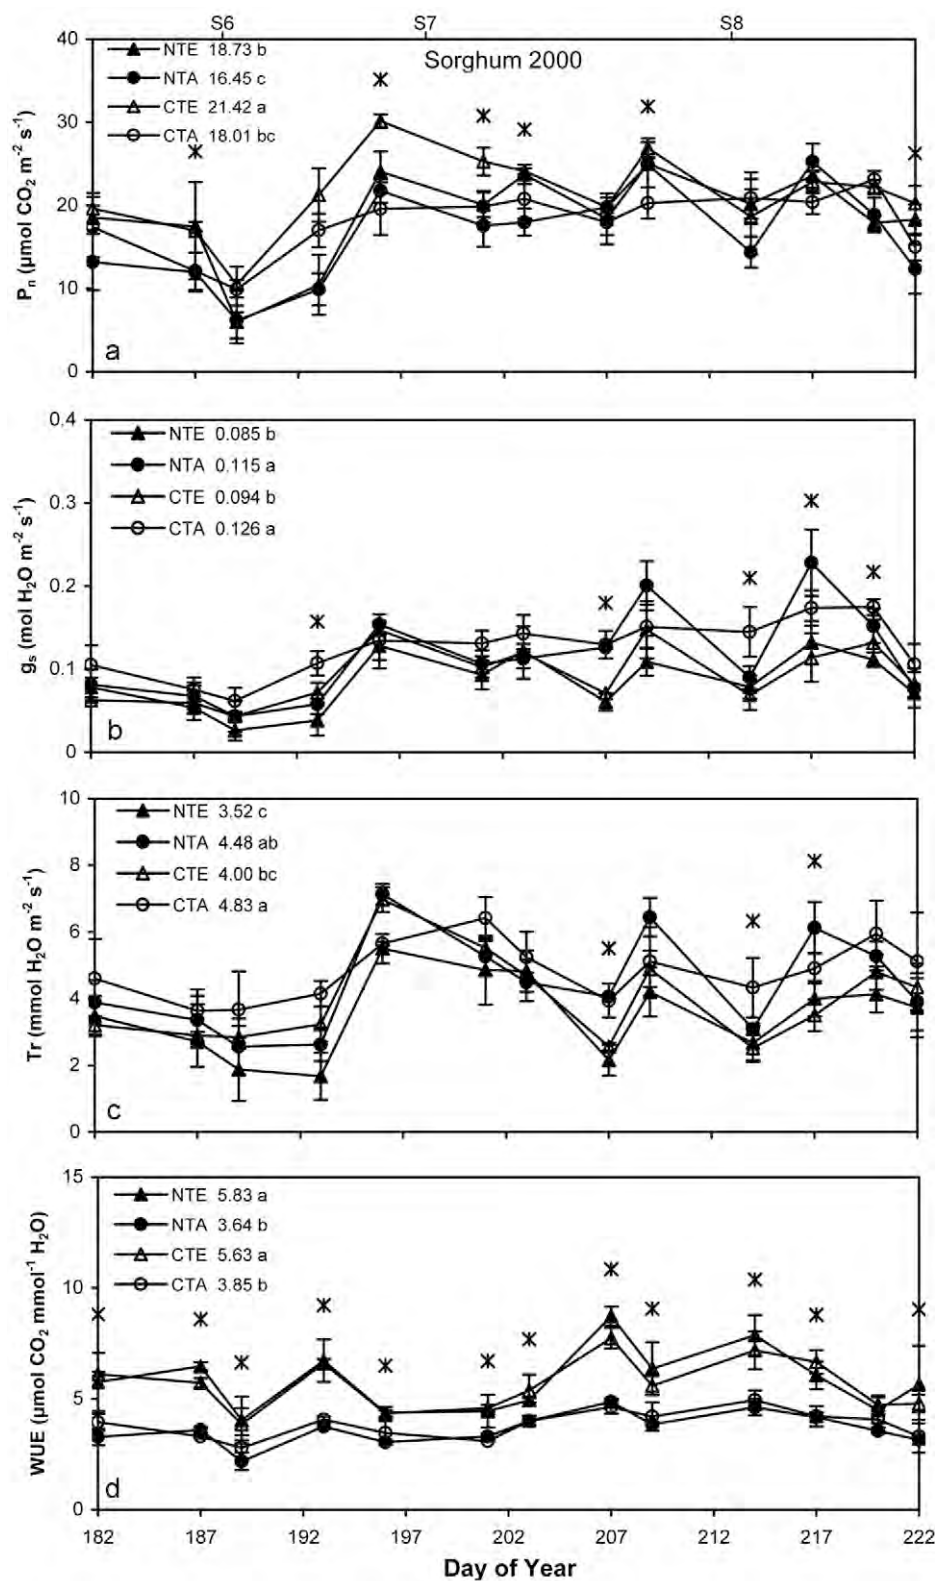 S6 S7 S8
40
30
20
10
0
Pn (µmol CO₂ m⁻² s⁻¹)
NTE 18.73 b
NTA 16.45 c
CTE 21.42 a
CTA 18.01 bc
Sorghum 2000
a
0.4
0.3
0.2
0.1
0
gs (mol H₂O m⁻² s⁻¹)
NTE 0.085 b
NTA 0.115 a
CTE 0.094 b
CTA 0.126 a
b
10
8
6
4
2
0
Tr (mmol H₂O m⁻² s⁻¹)
NTE 3.52 c
NTA 4.48 ab
CTE 4.00 bc
CTA 4.83 a
c
15
10
5
0
WUE (µmol CO₂ mmol⁻¹ H₂O)
NTE 5.83 a
NTA 3.64 b
CTE 5.63 a
CTA 3.85 b
d
182 187 192 197 202 207 212 217 222
Day of Year